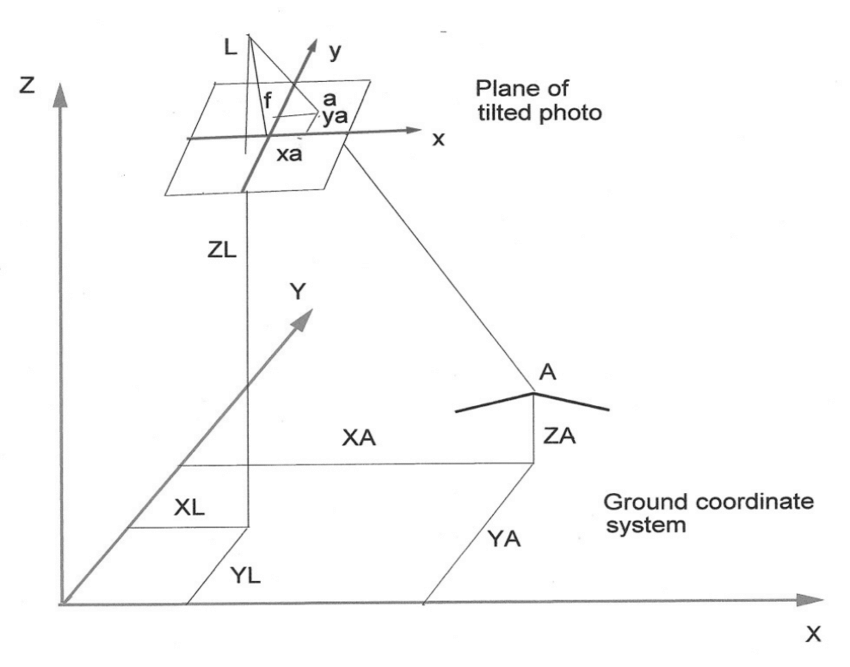 L
y
Z
Plane of
tilted photo
f
a
ya
x
xa
ZL
Y
A
XA
ZA
XL
Ground coordinate
system
YA
YL
X